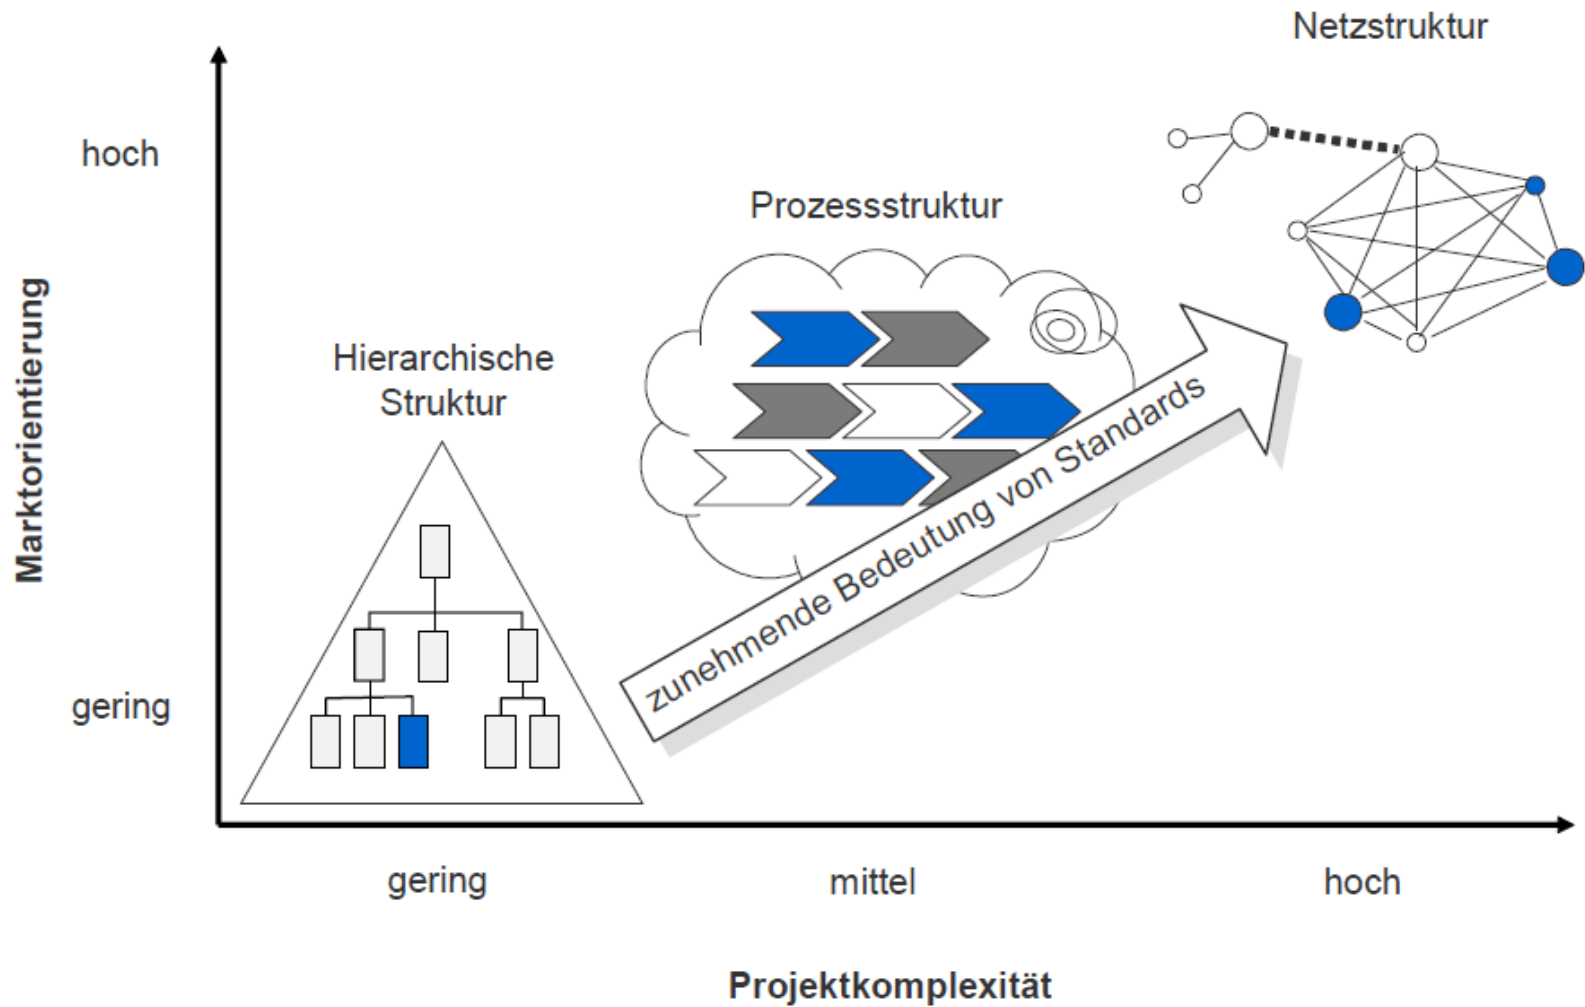 Netzstruktur
hoch
Prozessstruktur
Marktorientierung
Hierarchische
Struktur
zunehmende Bedeutung von Standards
gering
gering
mittel
hoch
Projektkomplexität